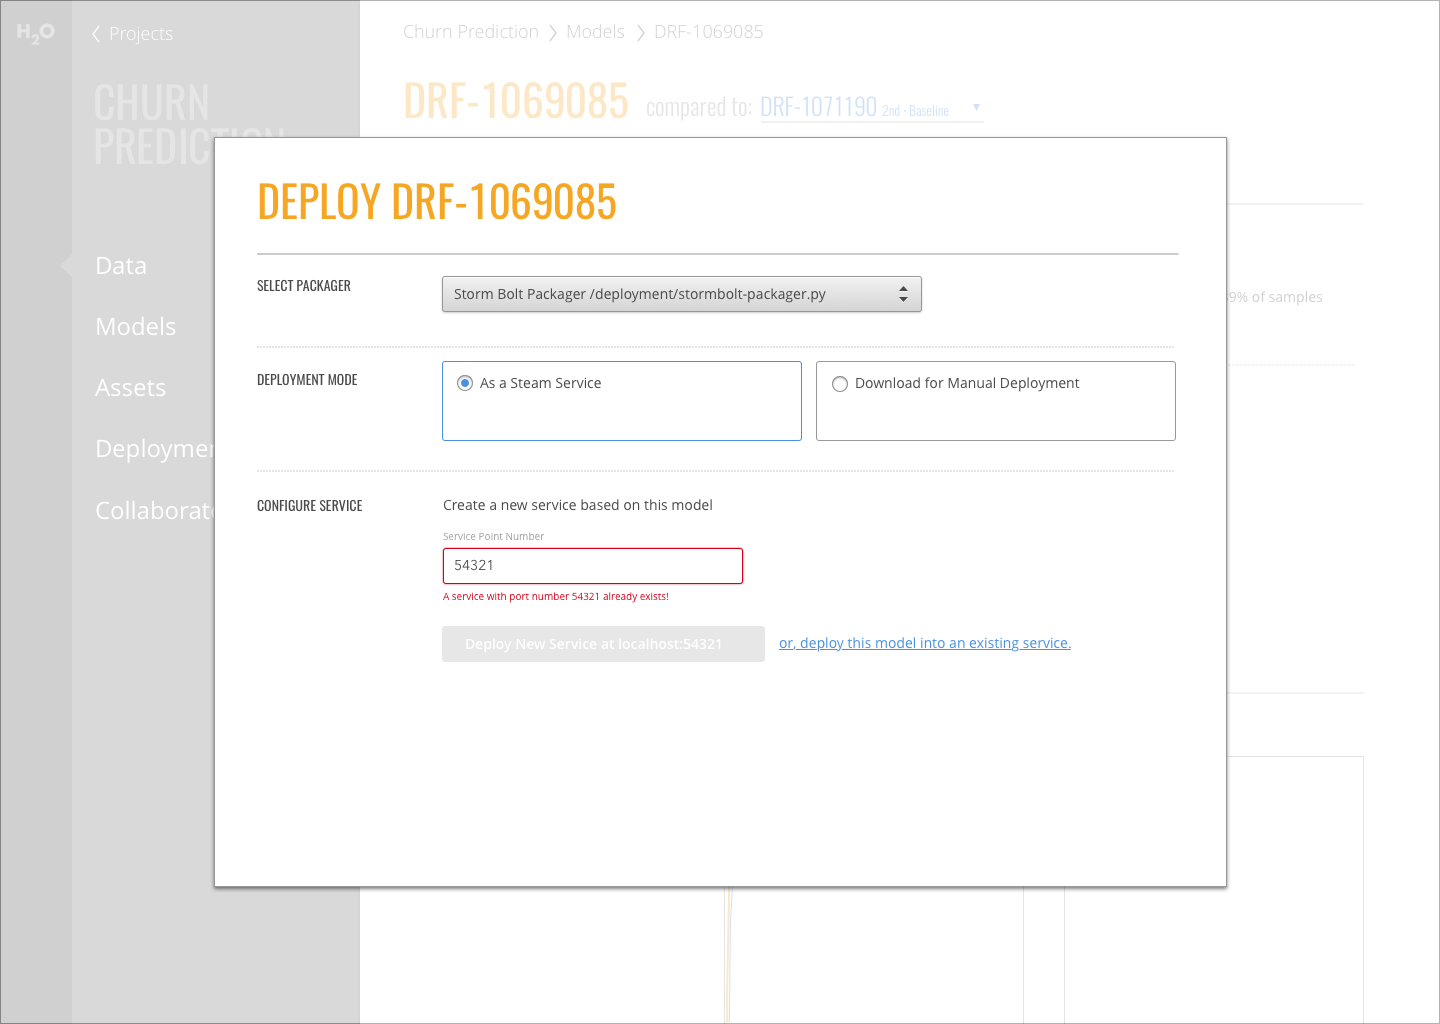 H2O
Projects
Churn Prediction > Models > DRF-1069085
CHURN
PREDIC
DRF-1069085 compared to: DRF-1071190 2nd - Baseline
Data
Models
Assets
Deployme
Collaborat
DEPLOY DRF-1069085
SELECT PACKAGER
Storm Bolt Packager /deployment/stormbolt-packager.py
DEPLOYMENT MODE
As a Steam Service
Download for Manual Deployment
CONFIGURE SERVICE
Create a new service based on this model
Service Point Number
54321
A service with port number 54321 already exists!
Deploy New Service at localhost:54321
or, deploy this model into an existing service.
9% of samples